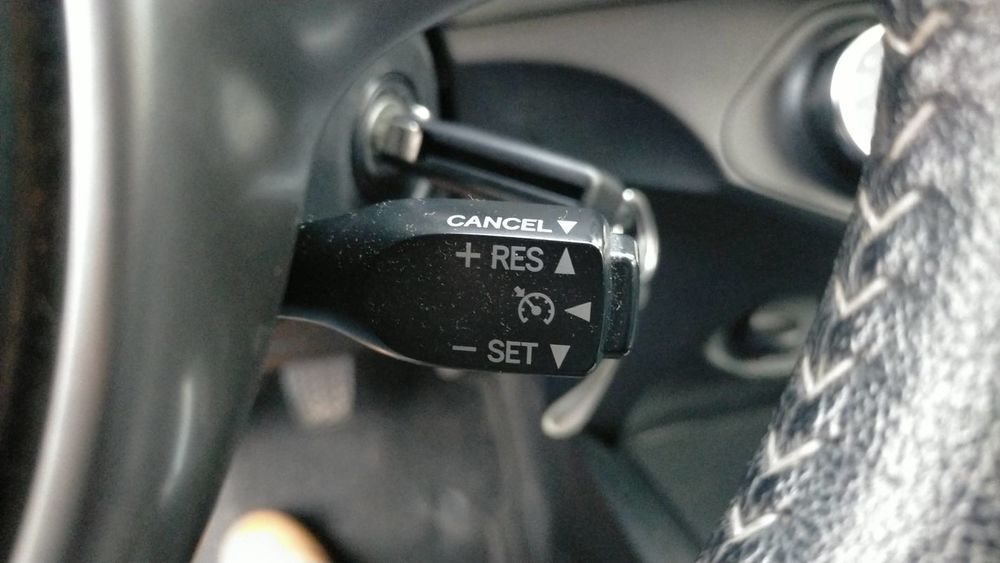 CANCEL▼
+ RES ▲
◀
− SET ▼